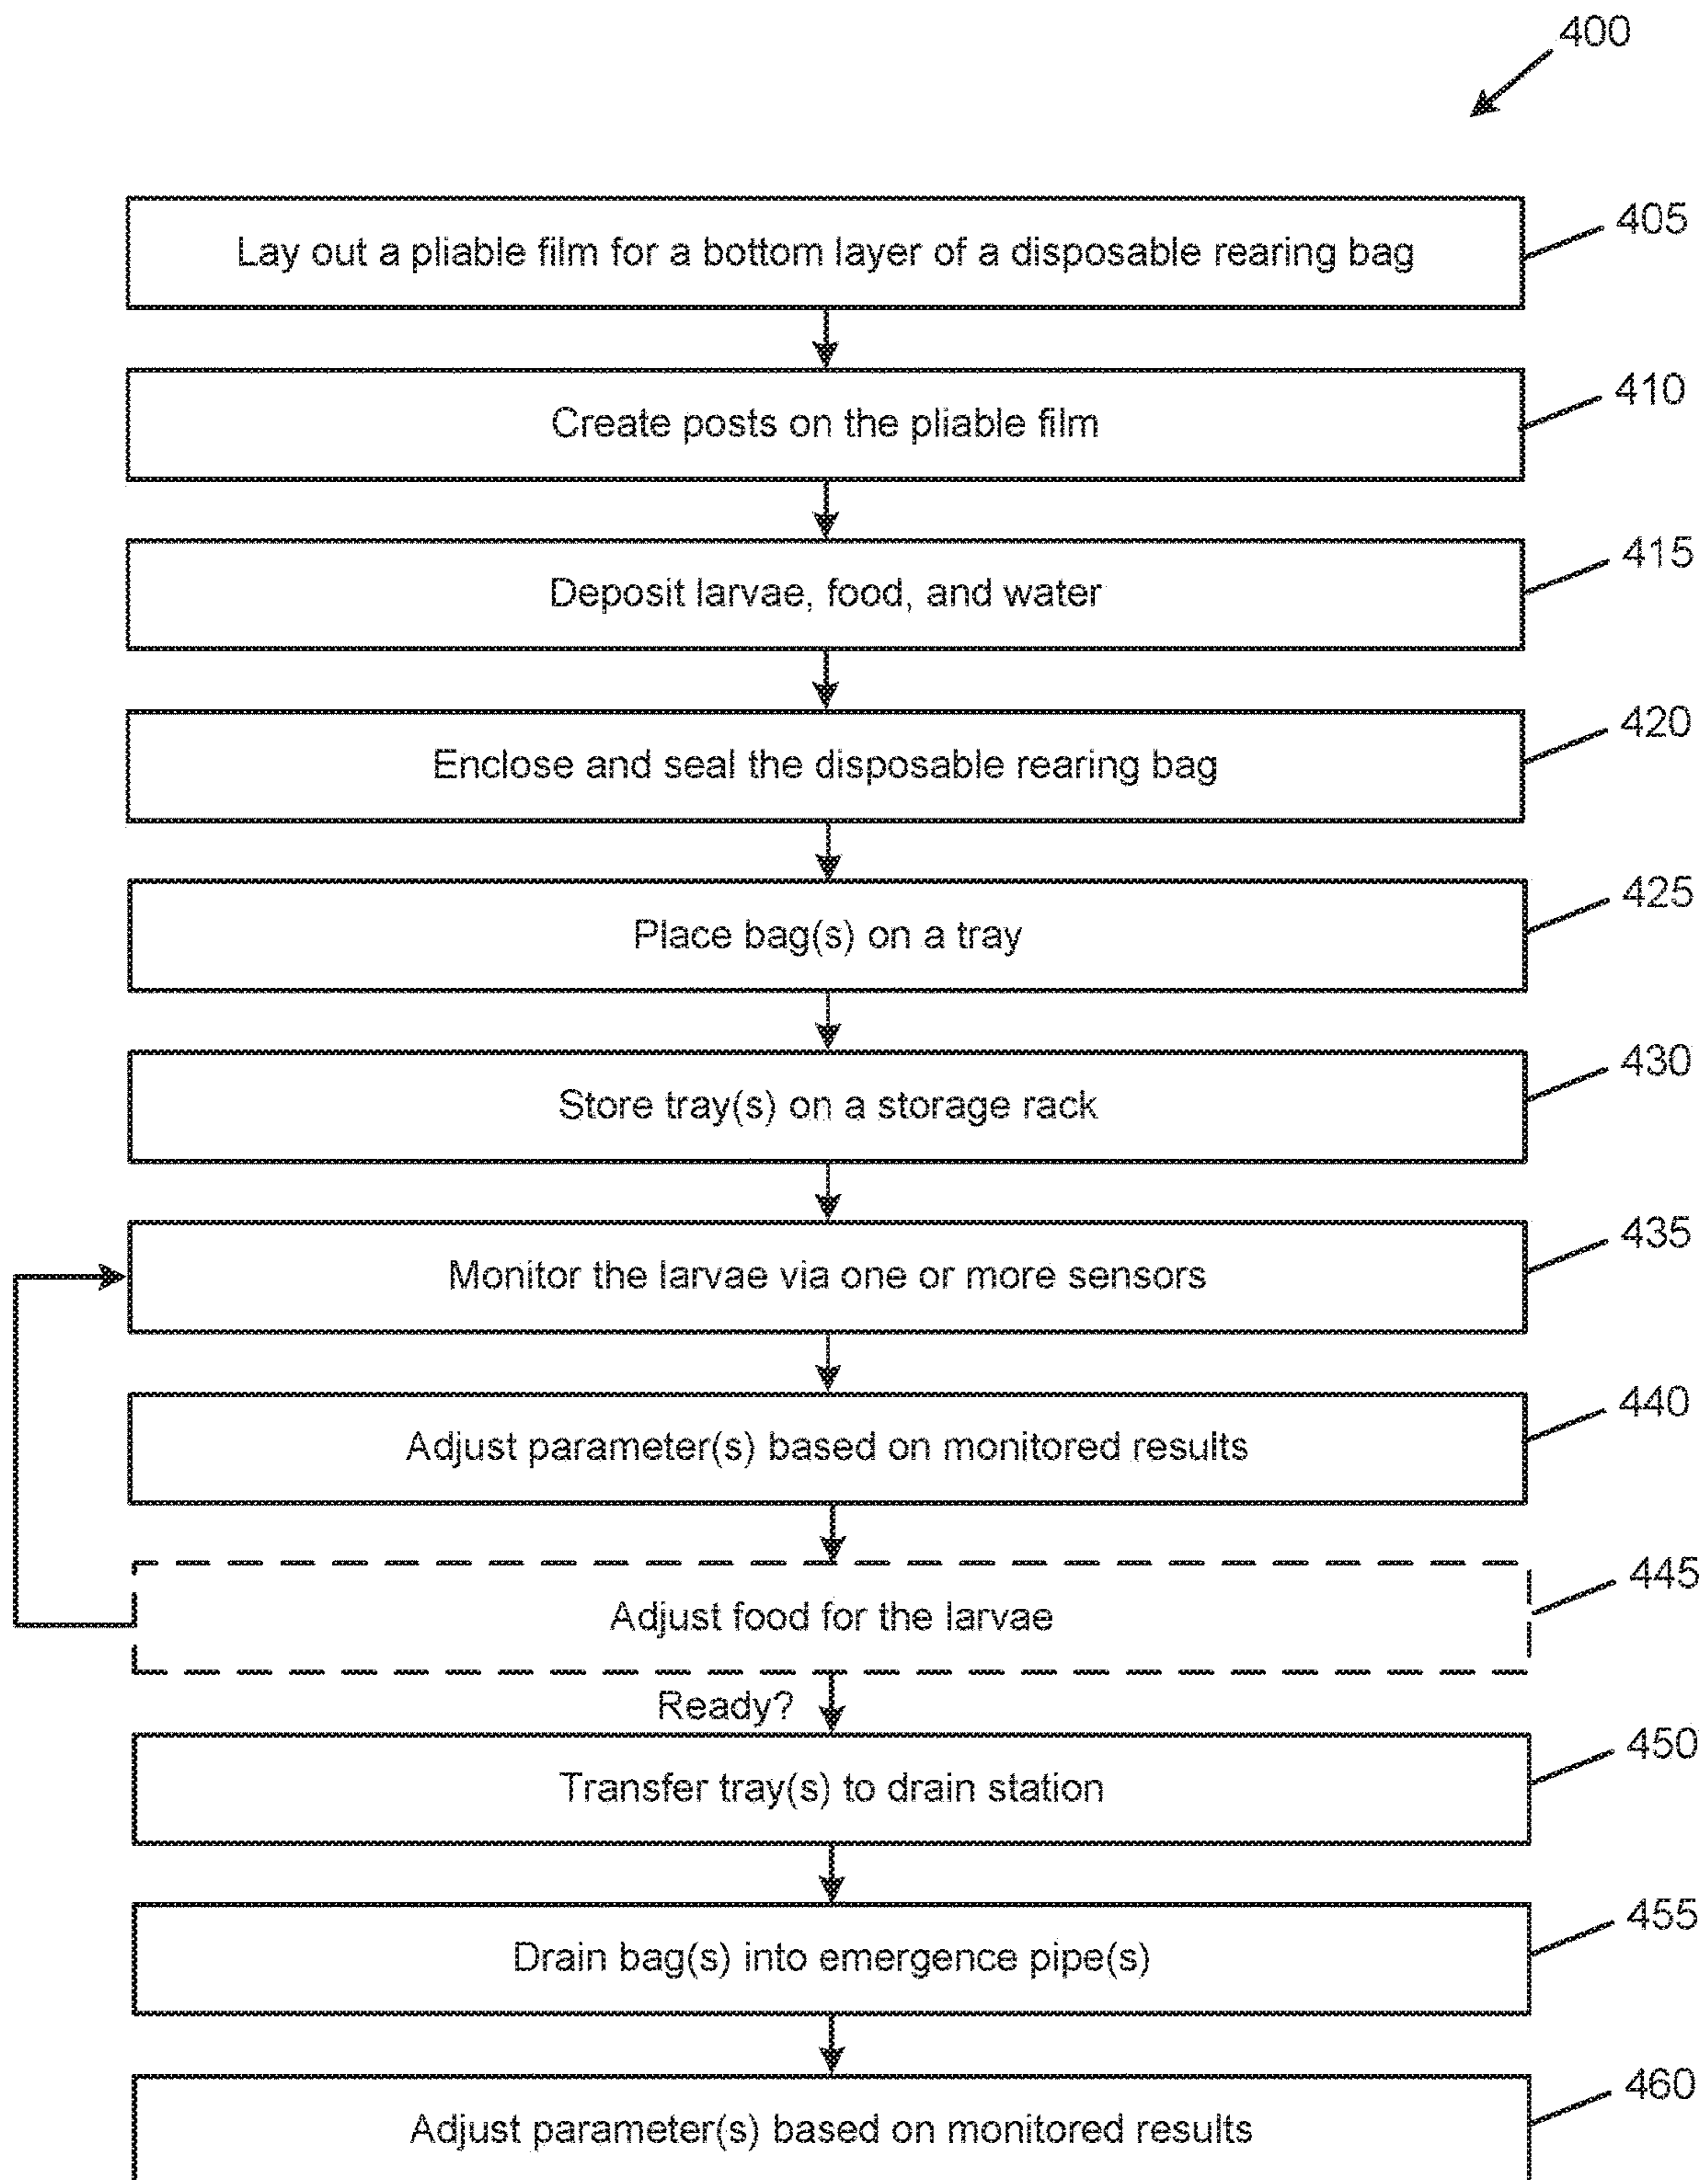 400
Lay out a pliable film for a bottom layer of a disposable rearing bag
405
Create posts on the pliable film
410
Deposit larvae, food, and water
415
Enclose and seal the disposable rearing bag
420
Place bag(s) on a tray
425
Store tray(s) on a storage rack
430
Monitor the larvae via one or more sensors
435
Adjust parameter(s) based on monitored results
440
Adjust food for the larvae
445
Ready?
Transfer tray(s) to drain station
450
Drain bag(s) into emergence pipe(s)
455
Adjust parameter(s) based on monitored results
460